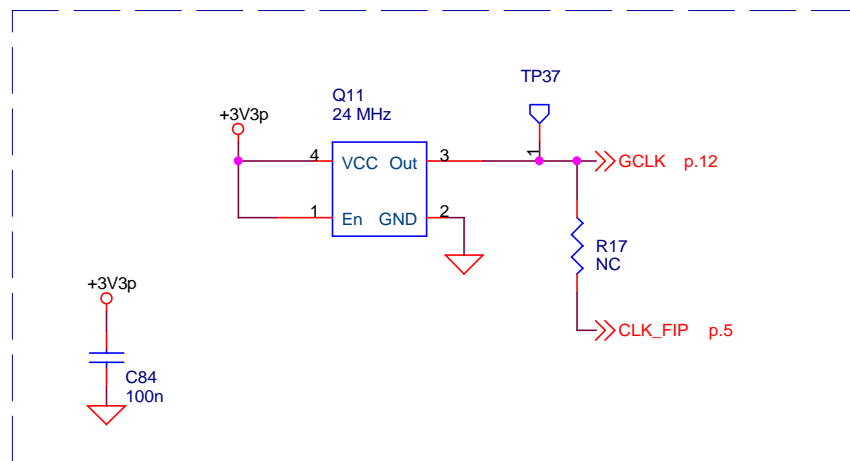 TP37
Q11
24 MHz
+3V3p
4 VCC Out 3
1
GCLK p.12
1 En GND 2
R17
NC
+3V3p
CLK_FIP p.5
C84
100n